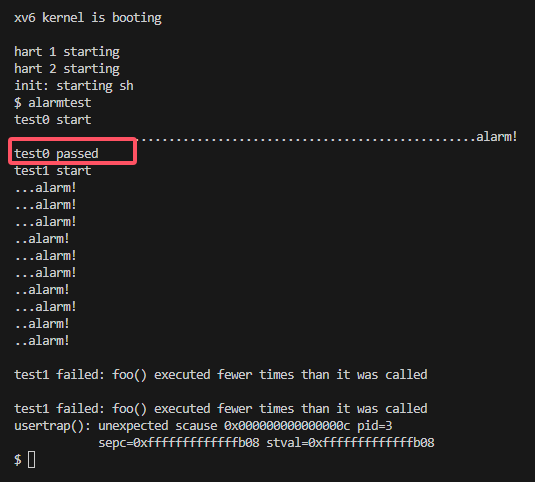 xv6 kernel is booting
hart 1 starting
hart 2 starting
init: starting sh
$ alarmtest
test0 start
..................................................alarm!
test0 passed
test1 start
...alarm!
...alarm!
...alarm!
..alarm!
...alarm!
...alarm!
..alarm!
...alarm!
..alarm!
..alarm!
test1 failed: foo() executed fewer times than it was called
test1 failed: foo() executed fewer times than it was called
usertrap(): unexpected scause 0x000000000000000c pid=3
sepc=0xfffffffffffffb08 stval=0xfffffffffffffb08
$